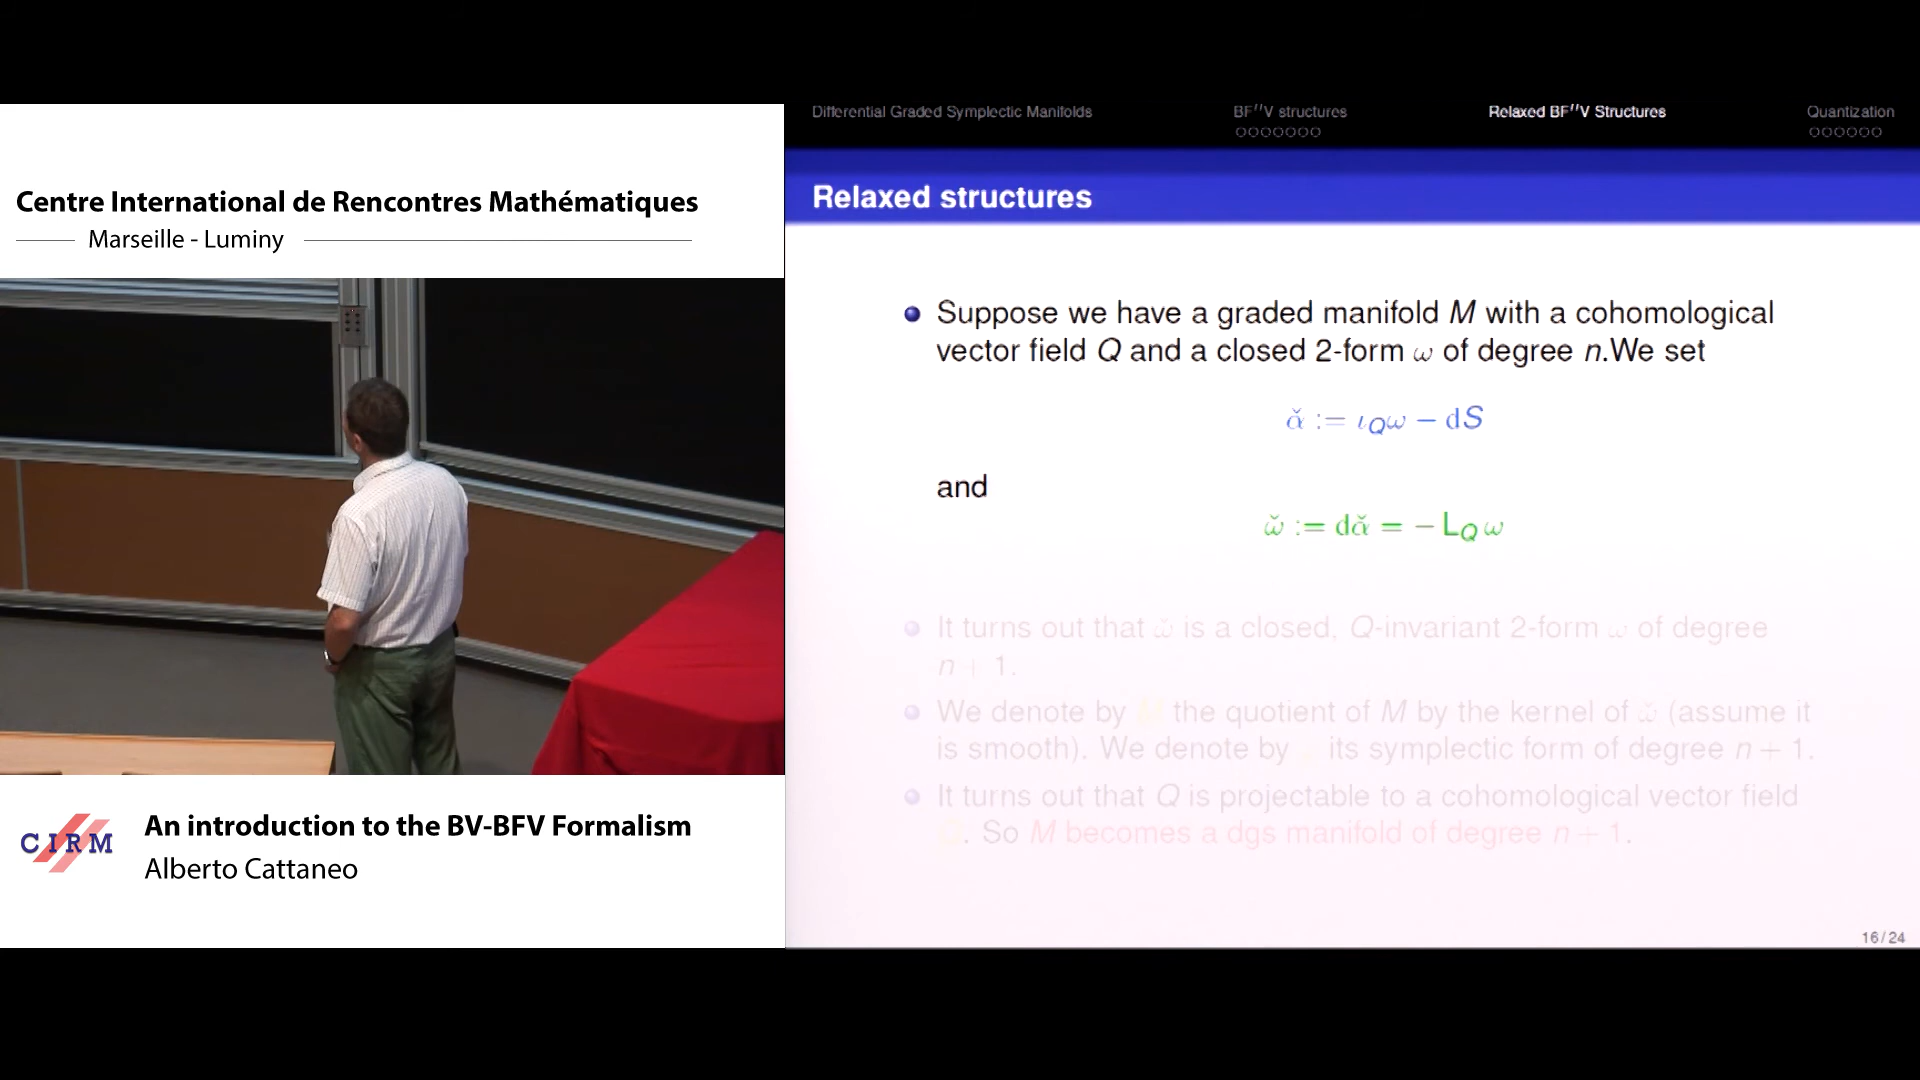 Centre International de Rencontres Mathématiques
Marseille - Luminy
CIRM
An introduction to the BV-BFV Formalism
Alberto Cattaneo
Differential Graded Symplectic Manifolds
BFⁿV structures
Relaxed BFⁿV Structures
Quantization
Relaxed structures
Suppose we have a graded manifold M with a cohomological
vector field Q and a closed 2-form ω of degree n.We set
α̌ := ι_Q ω − dS
and
ω̌ := dα̌ = − L_Q ω
It turns out that ω̌ is a closed, Q-invariant 2-form ω of degree
n + 1.
We denote by M the quotient of M by the kernel of ω̌ (assume it
is smooth). We denote by its symplectic form of degree n + 1.
It turns out that Q is projectable to a cohomological vector field
. So M becomes a dgs manifold of degree n + 1.
16/24